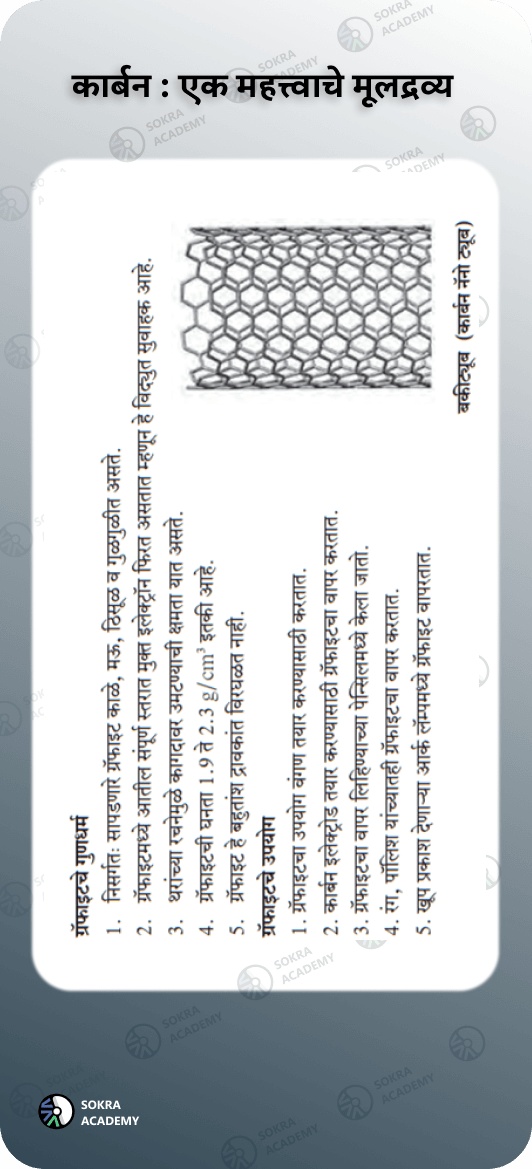 कार्बन : एक महत्त्वाचे मूलद्रव्य
ग्रॅफाइटचे गुणधर्म
1. निसर्गतः सापडणारे ग्रॅफाइट काळे, मऊ, ठिसूळ व गुळगुळीत असते.
2. ग्रॅफाइटमध्ये आतील संपूर्ण स्तरात मुक्त इलेक्ट्रॉन फिरत असतात म्हणून हे विद्युत सुवाहक आहे.
3. थरांच्या रचनेमुळे कागदावर उमटण्याची क्षमता यात असते.
4. ग्रॅफाइटची घनता 1.9 ते 2.3 g/cm³ इतकी आहे.
5. ग्रॅफाइट हे बहुतांश द्रावकांत विरघळत नाही.
ग्रॅफाइटचे उपयोग
1. ग्रॅफाइटचा उपयोग वंगण तयार करण्यासाठी करतात.
2. कार्बन इलेक्ट्रोड तयार करण्यासाठी ग्रॅफाइटचा वापर करतात.
3. ग्रॅफाइटचा वापर लिहिण्याच्या पेन्सिलमध्ये केला जातो.
4. रंग, पॉलिश यांच्यातही ग्रॅफाइटचा वापर करतात.
5. खूप प्रकाश देणाऱ्या आर्क लॅम्पमध्ये ग्रॅफाइट वापरतात.
बकीट्यूब (कार्बन नॅनो ट्यूब)
SOKRA
ACADEMY